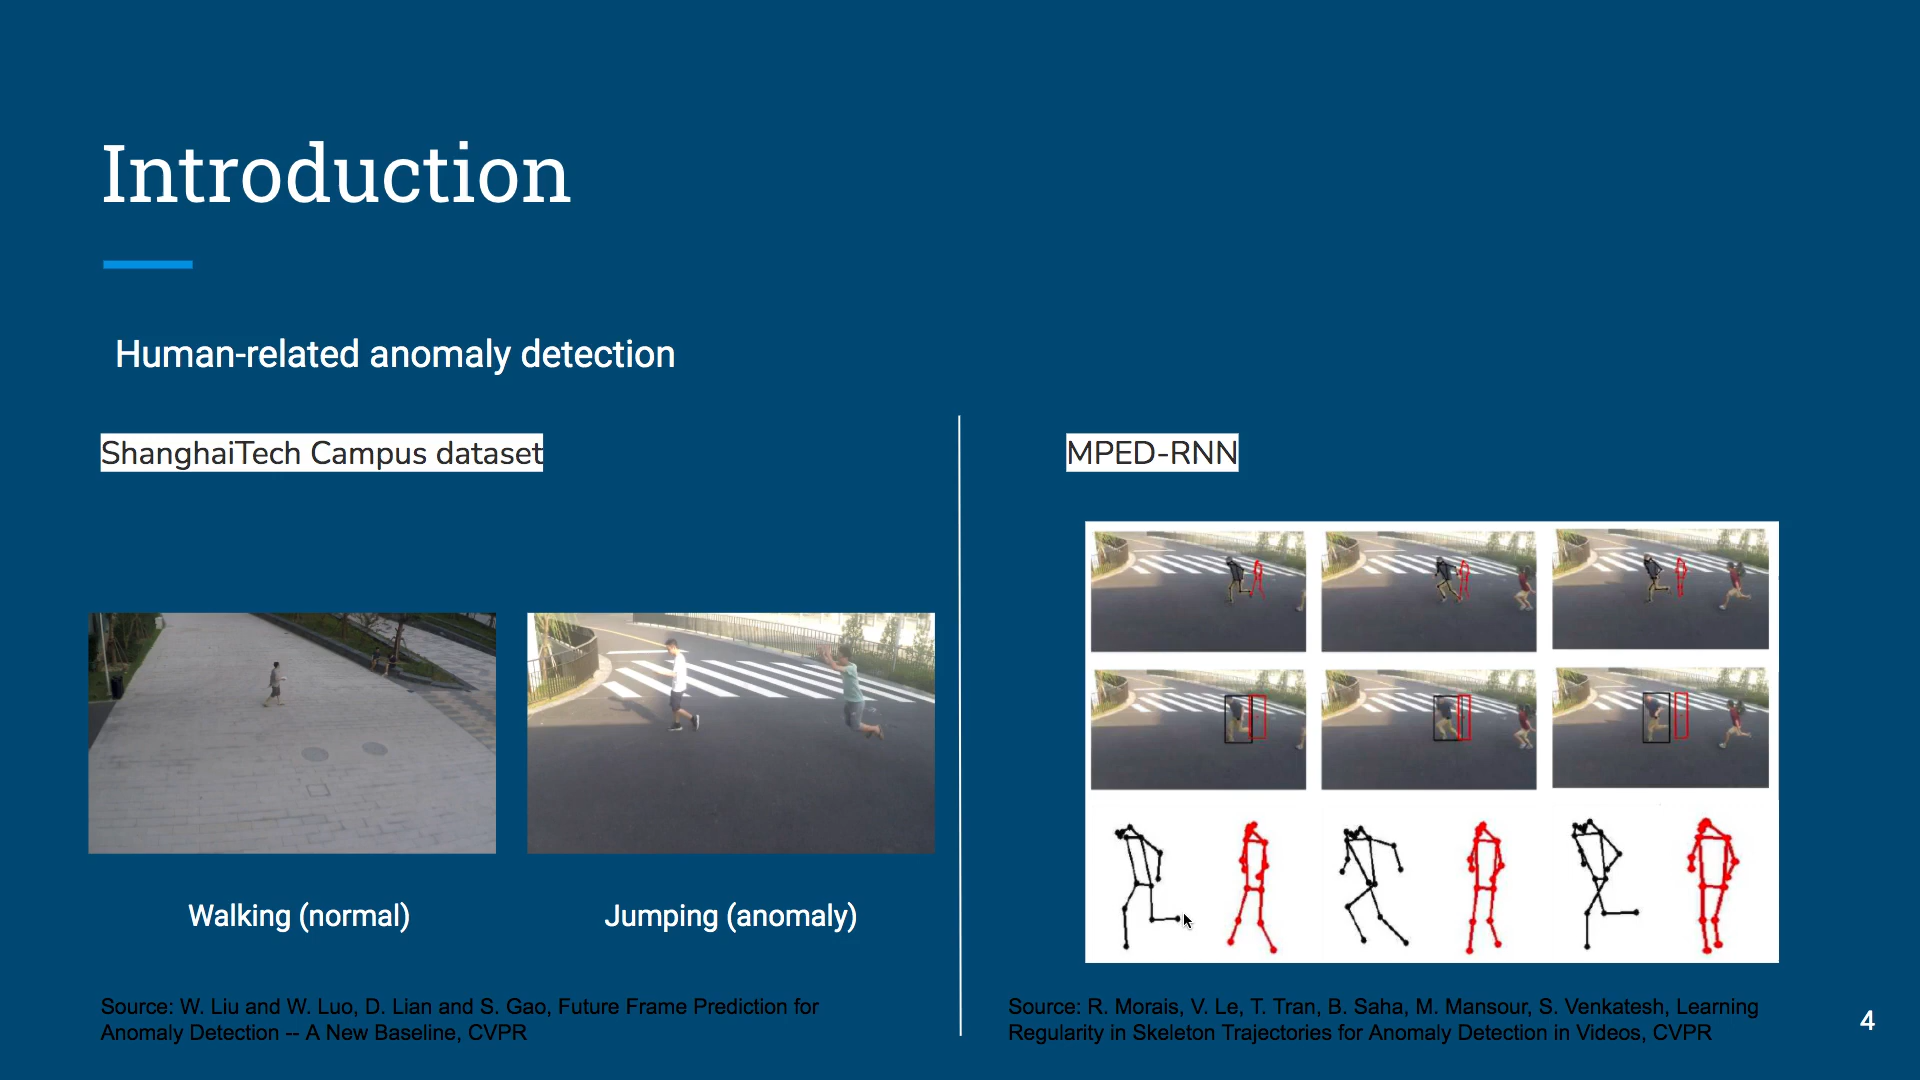 Introduction
Human-related anomaly detection
ShanghaiTech Campus dataset
MPED-RNN
Walking (normal)
Jumping (anomaly)
Source: W. Liu and W. Luo, D. Lian and S. Gao, Future Frame Prediction for
Anomaly Detection -- A New Baseline, CVPR
Source: R. Morais, V. Le, T. Tran, B. Saha, M. Mansour, S. Venkatesh, Learning
Regularity in Skeleton Trajectories for Anomaly Detection in Videos, CVPR
4